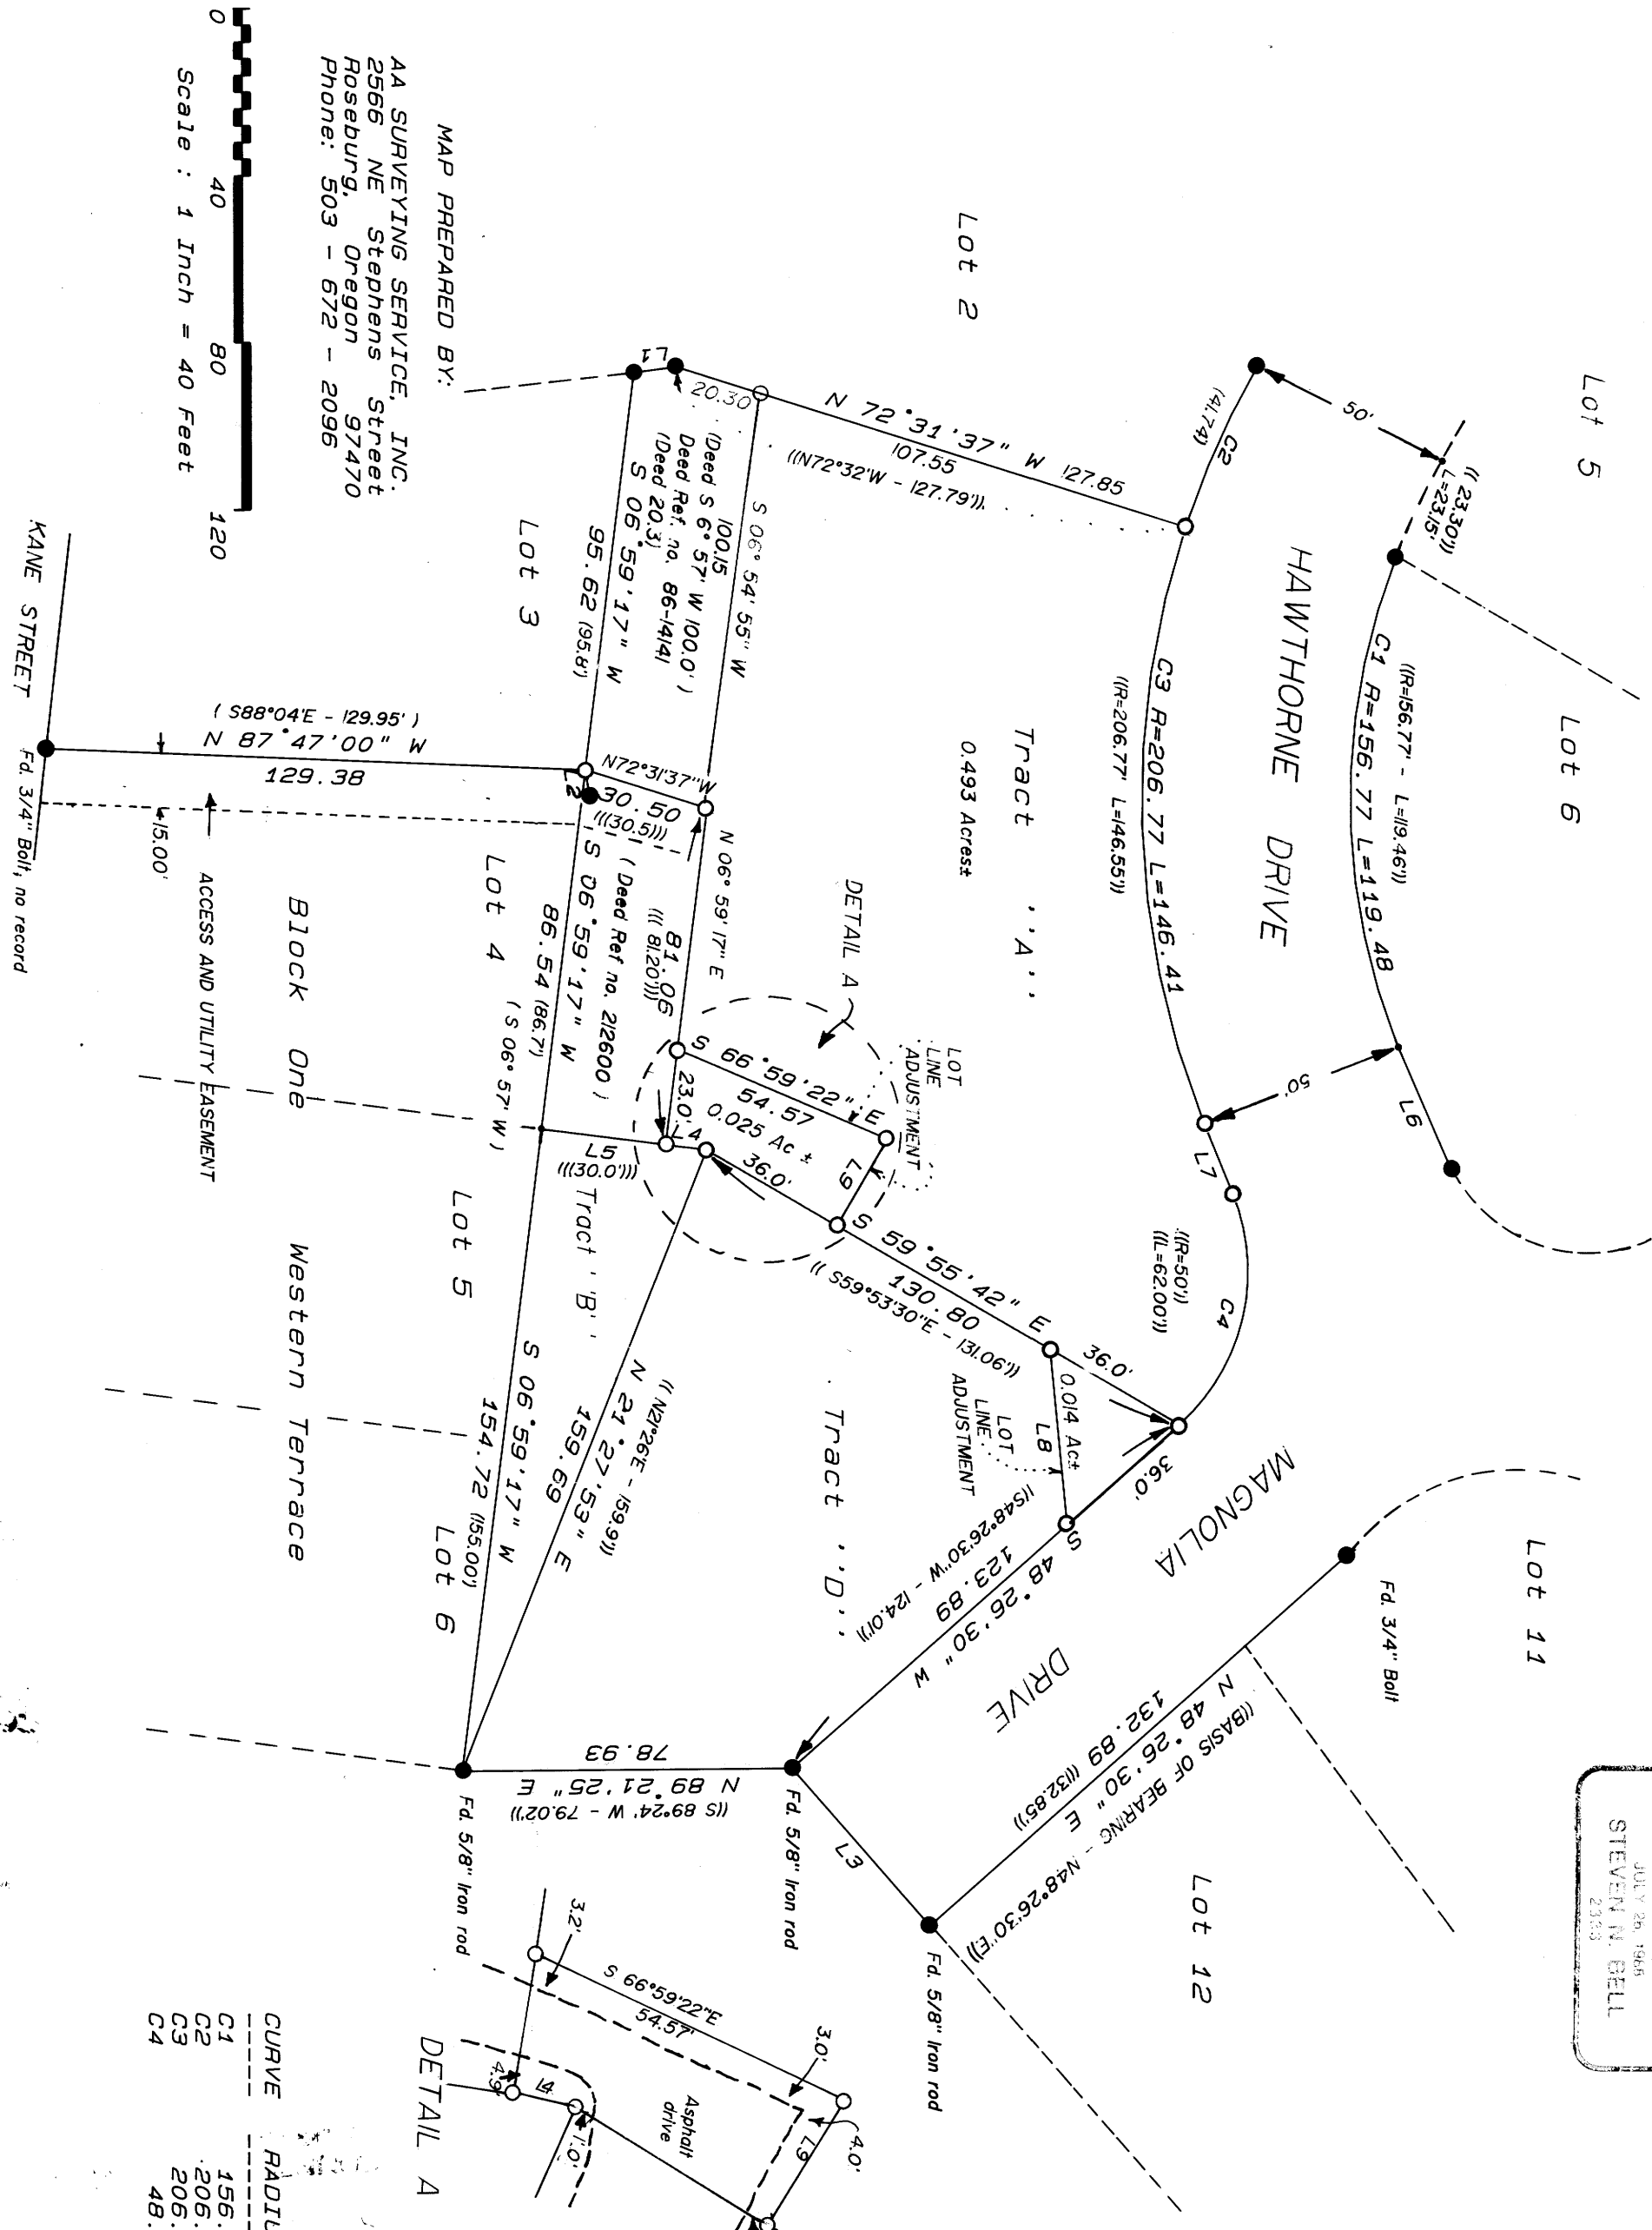 Lot 5
Lot 6
Lot 11
Lot 12
JULY 26, 1985
STEVEN N. BELL
50'
((23.30'))
L=23.15'
((R=156.77' - L=119.46'))
C1 R=156.77 L=119.48
HAWTHORNE DRIVE
L6
50'
C2
(41.74)
C3 R=206.77 L=146.41
((R=206.77' L=146.55'))
L7
C4
((R=50'))
((L=62.00'))
MAGNOLIA
DRIVE
Fd. 3/4" Bolt
((BASIS OF BEARING - N48°26'30"E))
N 48°26'30" E
132.89 ((132.85'))
Fd. 5/8" Iron rod
L3
Lot 2
N 72°31'37" W
107.55
127.85
((N72°32'W - 127.79'))
20.30
L1
Tract ''A''
0.493 Acres±
S 06°54'55" W
100.15
(Deed S 6°57' W 100.0')
Deed Ref. no. 86-14141
(Deed 20.3)
S 06°59'17" W
95.62 (95.8')
N72°31'37"W
30.50
(((30.5)))
L2
N 06°59'17" E
81.06
(((81.20')))
(Deed Ref no. 212600)
S 06°59'17" W
86.54 (86.7')
(S 06°57' W)
DETAIL A
LOT
LINE
ADJUSTMENT
S 66°59'22" E
54.57
0.025 Ac ±
23.0'
L4
L9
36.0'
L5
(((30.0')))
S 59°55'42" E
130.80
((S59°53'30"E - 131.06'))
36.0'
0.014 Ac±
L8
LOT
LINE
ADJUSTMENT
36.0'
S 48°26'30" W
123.89
((S48°26'30"W - 124.01'))
Tract ''D''
Tract ''B''
((N21°26'E - 159.9'))
N 21°27'53" E
159.69
S 06°59'17" W
154.72 (155.00')
78.93
N 89°21'25" E
((S 89°24' W - 79.02'))
Fd. 5/8" Iron rod
Fd. 5/8" Iron rod
Lot 3
Lot 4
Lot 5
Lot 6
Block One
Western Terrace
(S88°04'E - 129.95')
N 87°47'00" W
129.38
15.00'
ACCESS AND UTILITY EASEMENT
KANE STREET
Fd. 3/4" Bolt, no record
MAP PREPARED BY:
AA SURVEYING SERVICE, INC.
2566 NE Stephens Street
Roseburg, Oregon 97470
Phone: 503 - 672 - 2096
0 40 80 120
Scale : 1 Inch = 40 Feet
3.2'
S 66°59'22"E
54.57'
3.0'
4.0'
L9
Asphalt
drive
4.9'
L4
1.0'
DETAIL A
CURVE RADIU
C1 156.
C2 206.
C3 206.
C4 48.